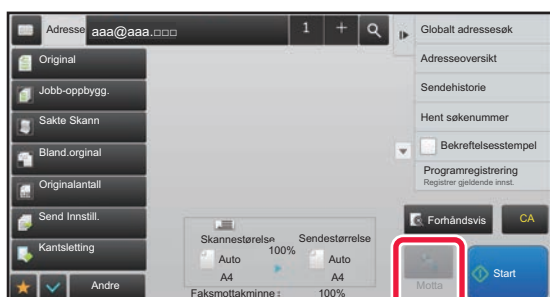 Adresse aaa@aaa.□□□ 1 + Globalt adressesøk
Original
Adresseoversikt
Jobb-oppbygg.
Sendehistorie
Sakte Skann
Hent søkenummer
Bland.orginal
Bekreftelsesstempel
Originalantall
Programregistrering
Registrer gjeldende innst.
Send Innstill.
Forhåndsvis CA
Kantsletting
Skannestørelse 100% Sendestørrelse
Auto Auto
A4 A4
Motta Start
Andre
Faksmottakminne : 100%